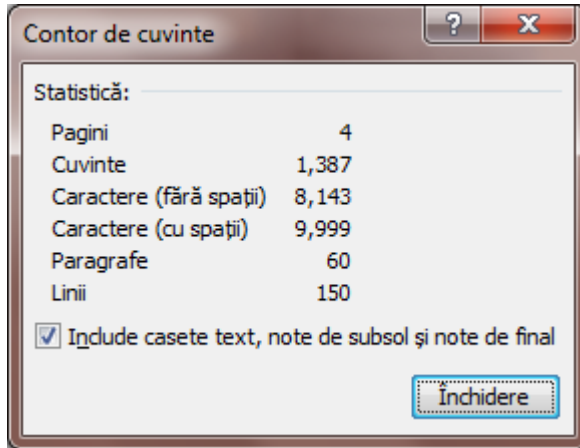 Contor de cuvinte
Statistică:
Pagini 4
Cuvinte 1,387
Caractere (fără spații) 8,143
Caractere (cu spații) 9,999
Paragrafe 60
Linii 150
Include casete text, note de subsol și note de final
Închidere